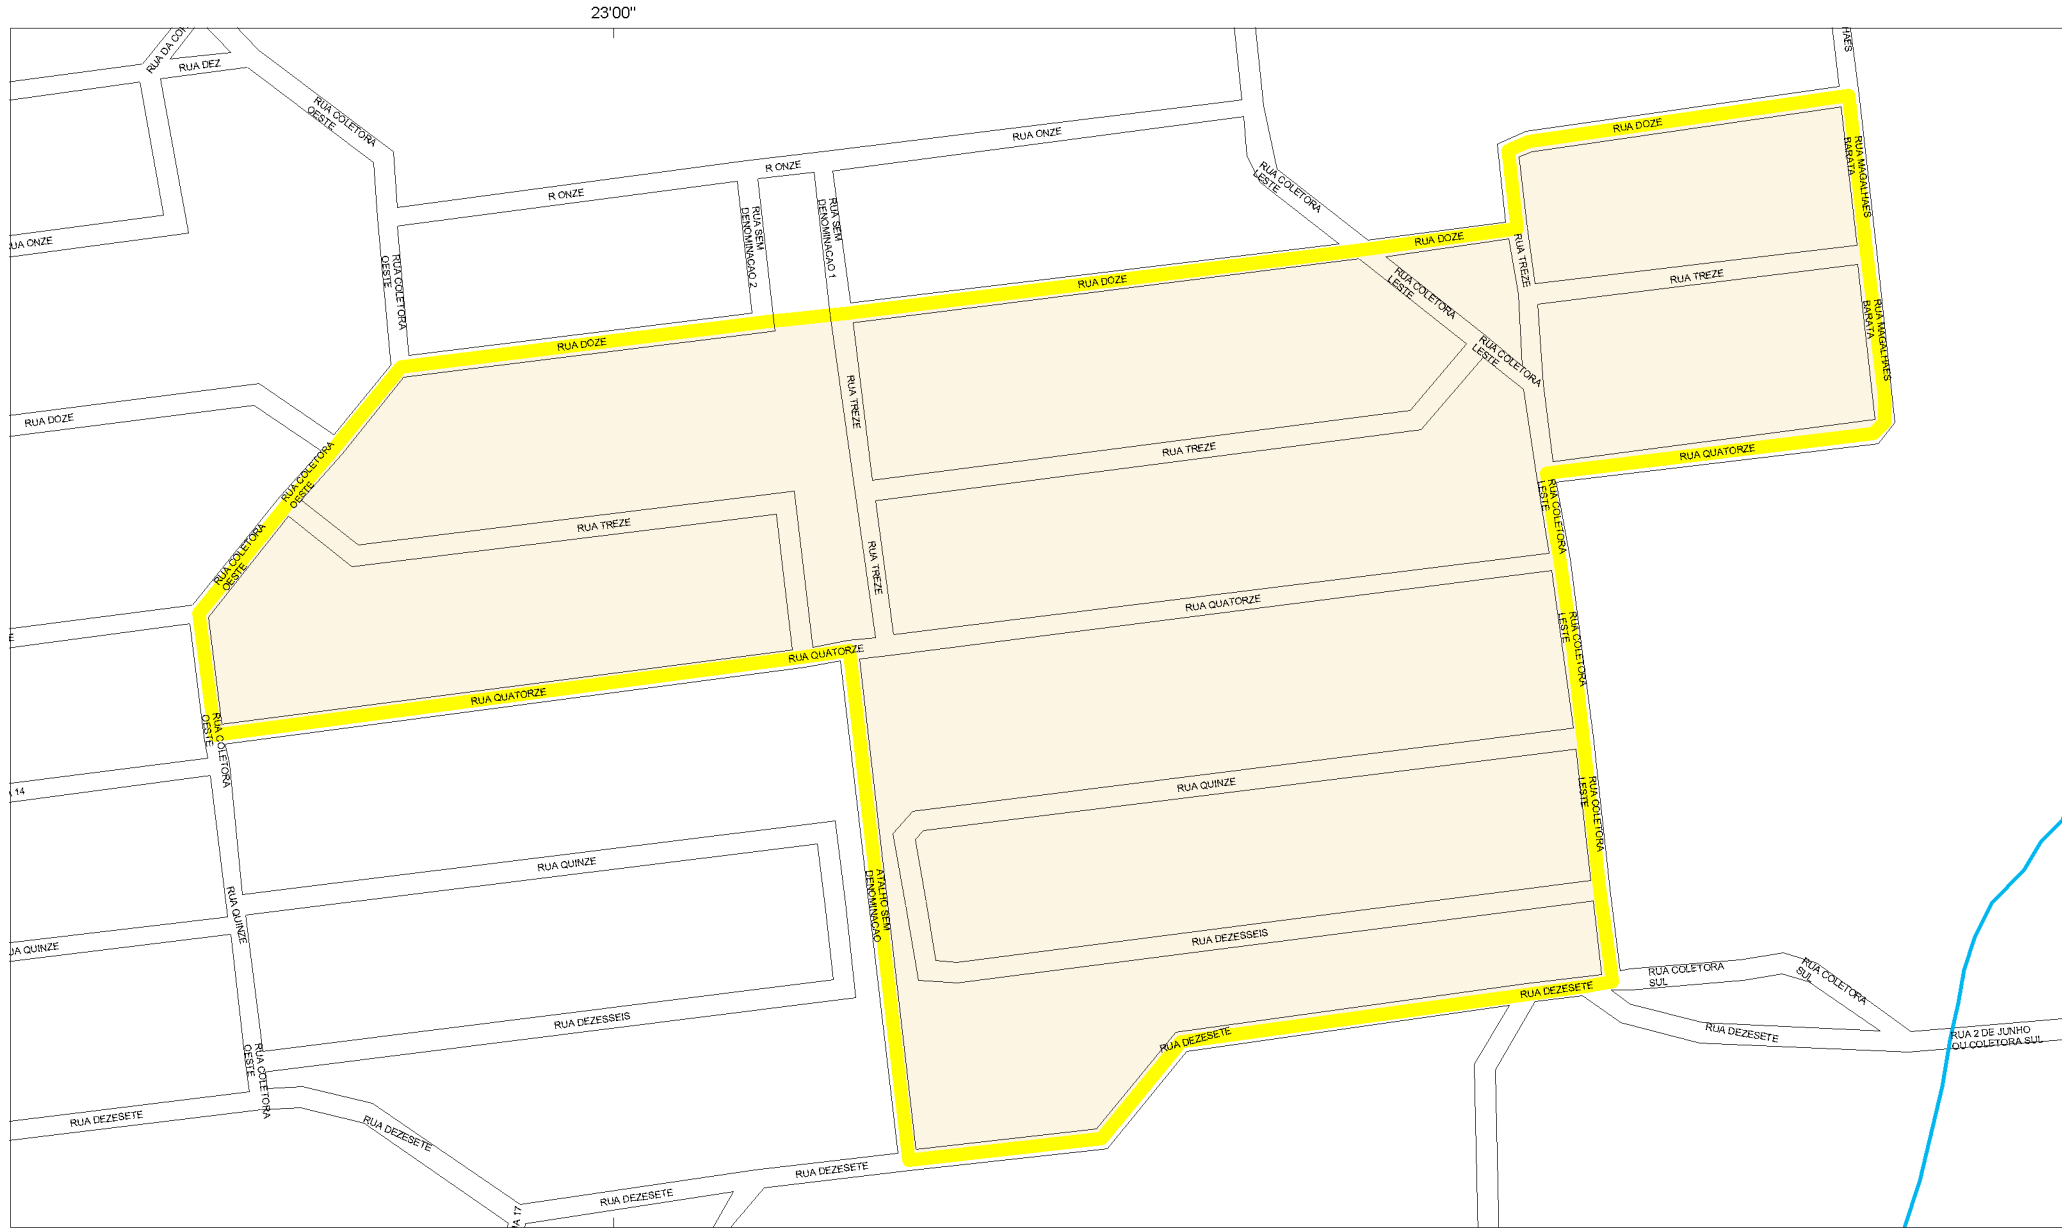 23'00"
RUA DEZ
RUA COLETORA
OESTE
RUA ONZE
R ONZE
R ONZE
RUA DOZE
RUA MAGALHAES
BARATA
RUA COLETORA
LESTE
RUA SEM
DENOMINACAO 2
RUA SEM
DENOMINACAO 1
RUA DOZE
RUA TREZE
RUA COLETORA
OESTE
RUA TREZE
RUA DOZE
RUA COLETORA
LESTE
RUA MAGALHAES
BARATA
RUA DOZE
RUA COLETORA
LESTE
RUA TREZE
RUA DOZE
RUA TREZE
RUA QUATORZE
RUA COLETORA
OESTE
RUA TREZE
RUA COLETORA
LESTE
RUA COLETORA
OESTE
RUA TREZE
RUA QUATORZE
RUA COLETORA
LESTE
RUA QUATORZE
RUA QUATORZE
RUA COLETORA
OESTE
14
RUA QUINZE
RUA COLETORA
LESTE
RUA QUINZE
RUA QUINZE
ATALHO SEM
DENOMINACAO
RUA DEZESSEIS
UA QUINZE
RUA COLETORA
SUL
RUA COLETORA
SUL
RUA DEZESETE
RUA DEZESSEIS
RUA DEZESETE
RUA DEZESETE
RUA 2 DE JUNHO
OU COLETORA SUL
RUA COLETORA
OESTE
RUA DEZESETE
RUA DEZESETE
RUA DEZESETE
RUA DEZESETE
UA ONZE